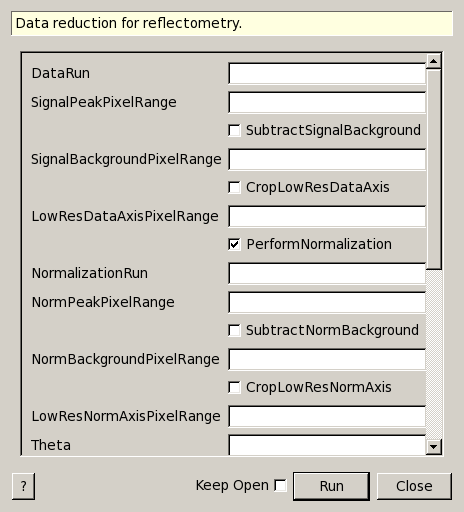 Data reduction for reflectometry.
DataRun
SignalPeakPixelRange
SubtractSignalBackground
SignalBackgroundPixelRange
CropLowResDataAxis
LowResDataAxisPixelRange
PerformNormalization
NormalizationRun
NormPeakPixelRange
SubtractNormBackground
NormBackgroundPixelRange
CropLowResNormAxis
LowResNormAxisPixelRange
Theta
? Keep Open Run Close